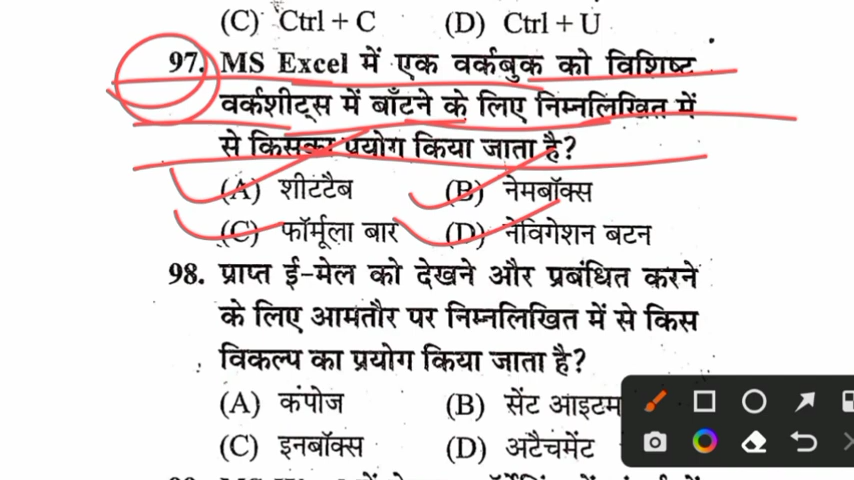 (C) Ctrl + C (D) Ctrl + U
97. MS Excel में एक वर्कबुक को विशिष्ट
वर्कशीट्स में बाँटने के लिए निम्नलिखित में
से किसका प्रयोग किया जाता है?
(A) शीटटैब (B) नेमबॉक्स
(C) फॉर्मूला बार (D) नेविगेशन बटन
98. प्राप्त ई-मेल को देखने और प्रबंधित करने
के लिए आमतौर पर निम्नलिखित में से किस
विकल्प का प्रयोग किया जाता है?
(A) कंपोज (B) सेंट आइटम
(C) इनबॉक्स (D) अटैचमेंट